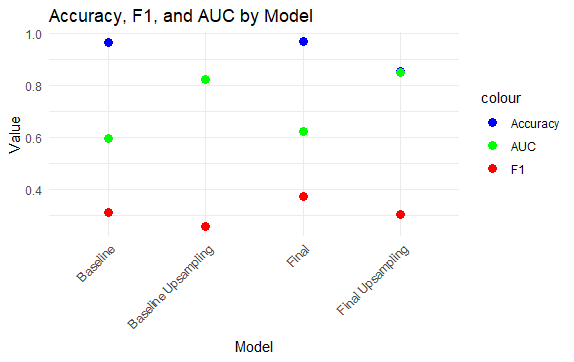 Accuracy, F1, and AUC by Model
1.0
0.8
0.6
0.4
Value
Baseline
Baseline Upsampling
Final
Final Upsampling
Model
colour
Accuracy
AUC
F1